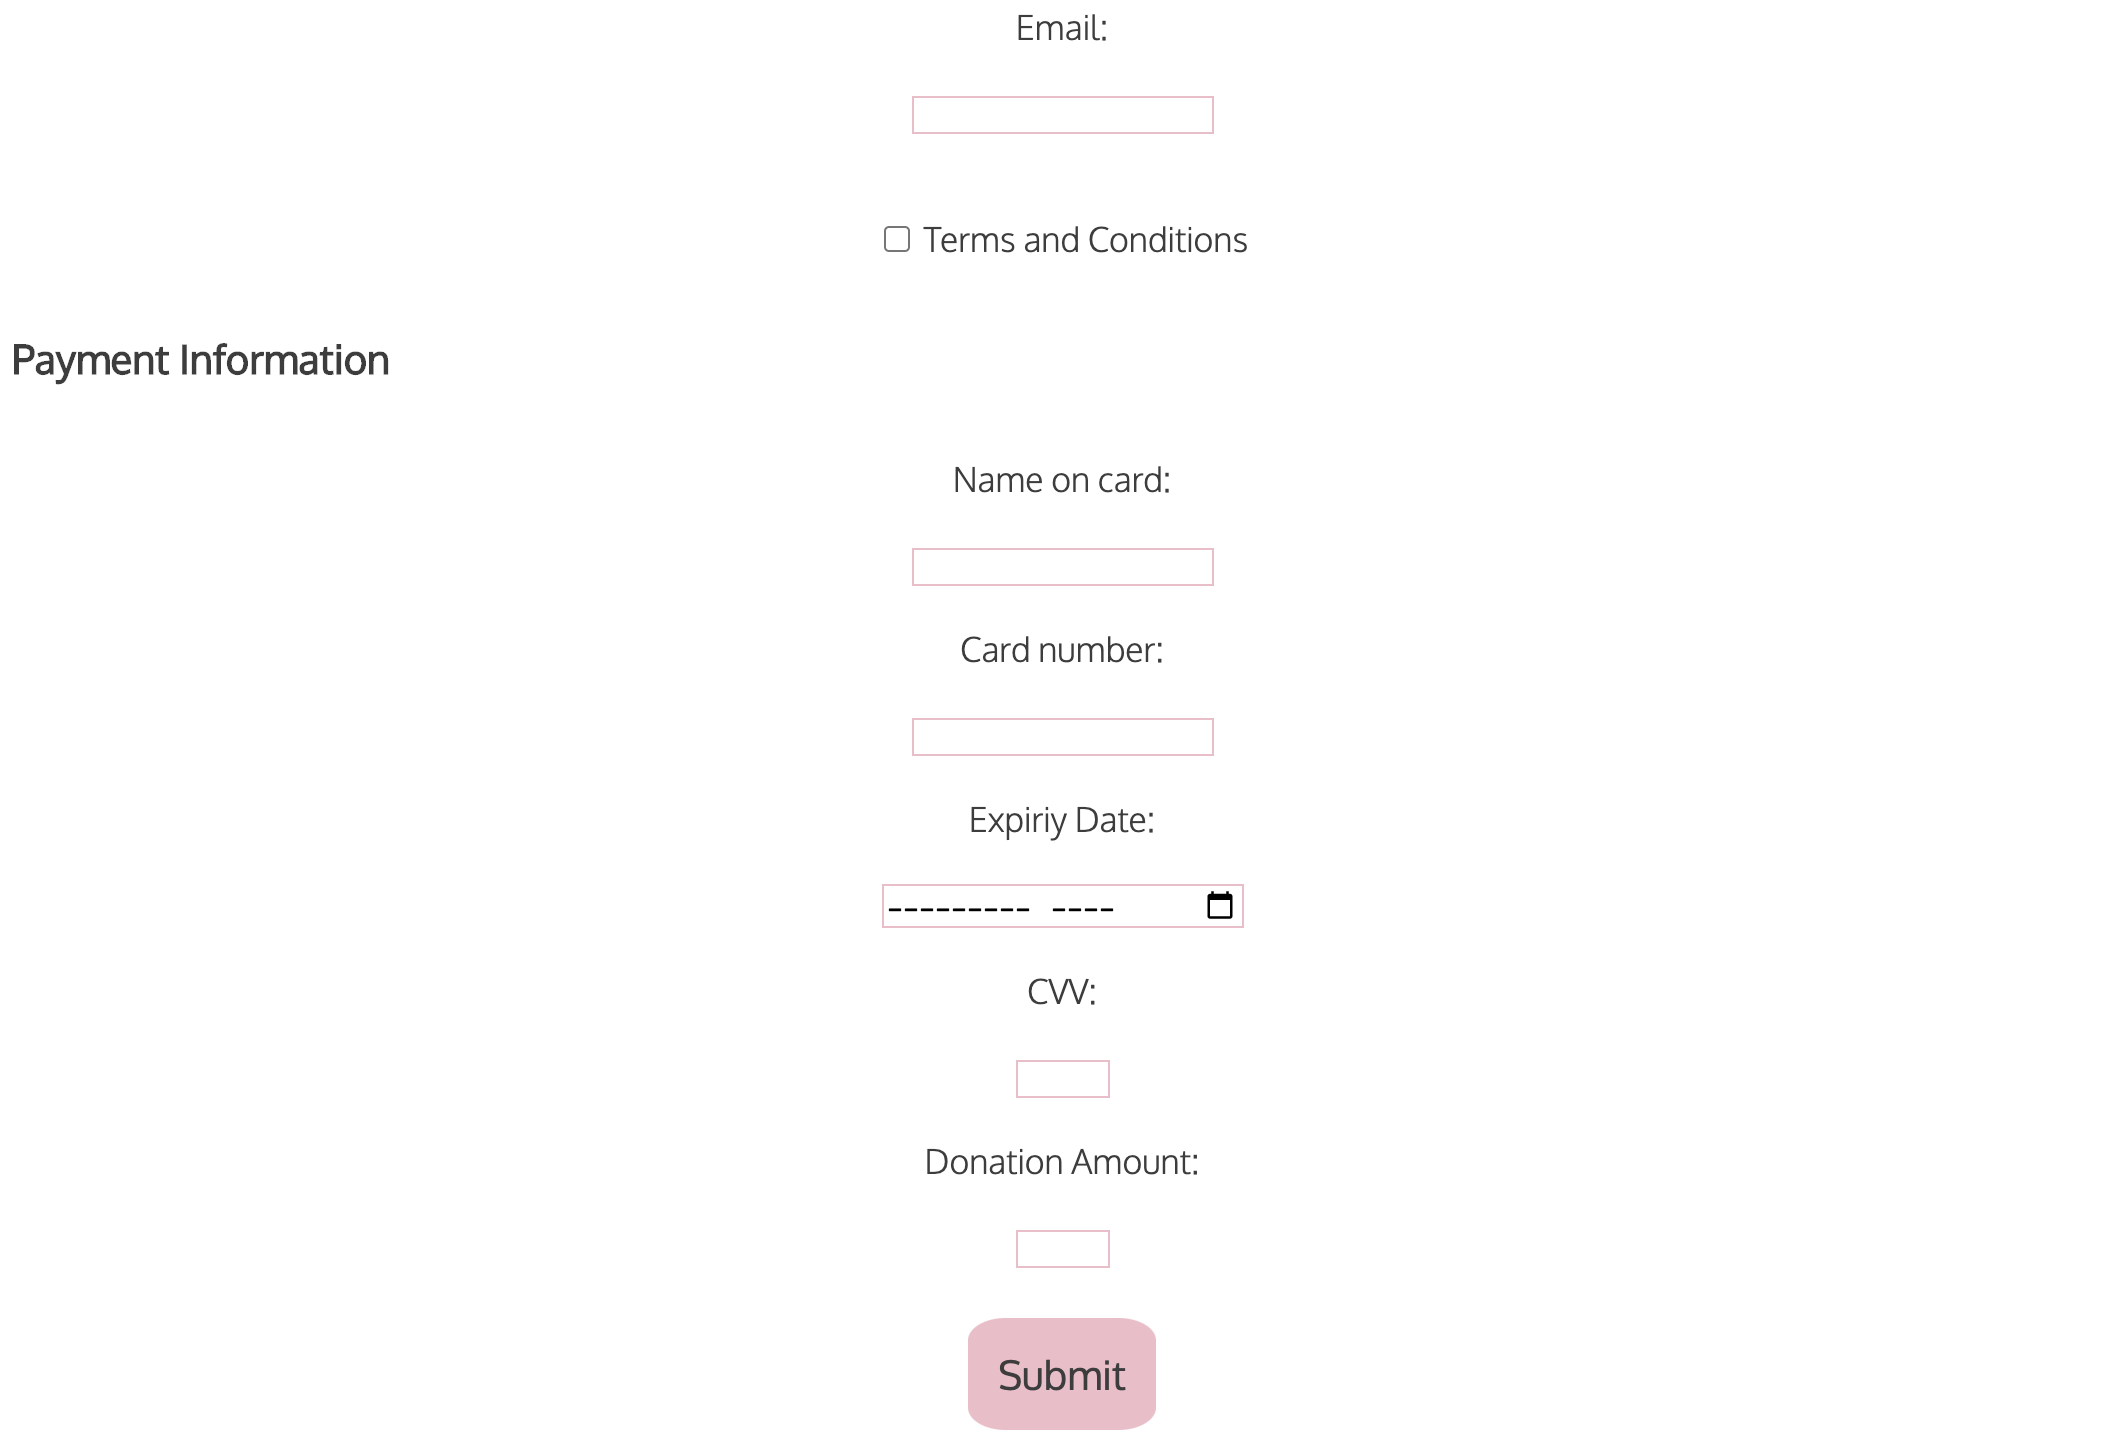 Email:
Terms and Conditions
Payment Information
Name on card:
Card number:
Expiriy Date:
--------- ----
CVV:
Donation Amount:
Submit